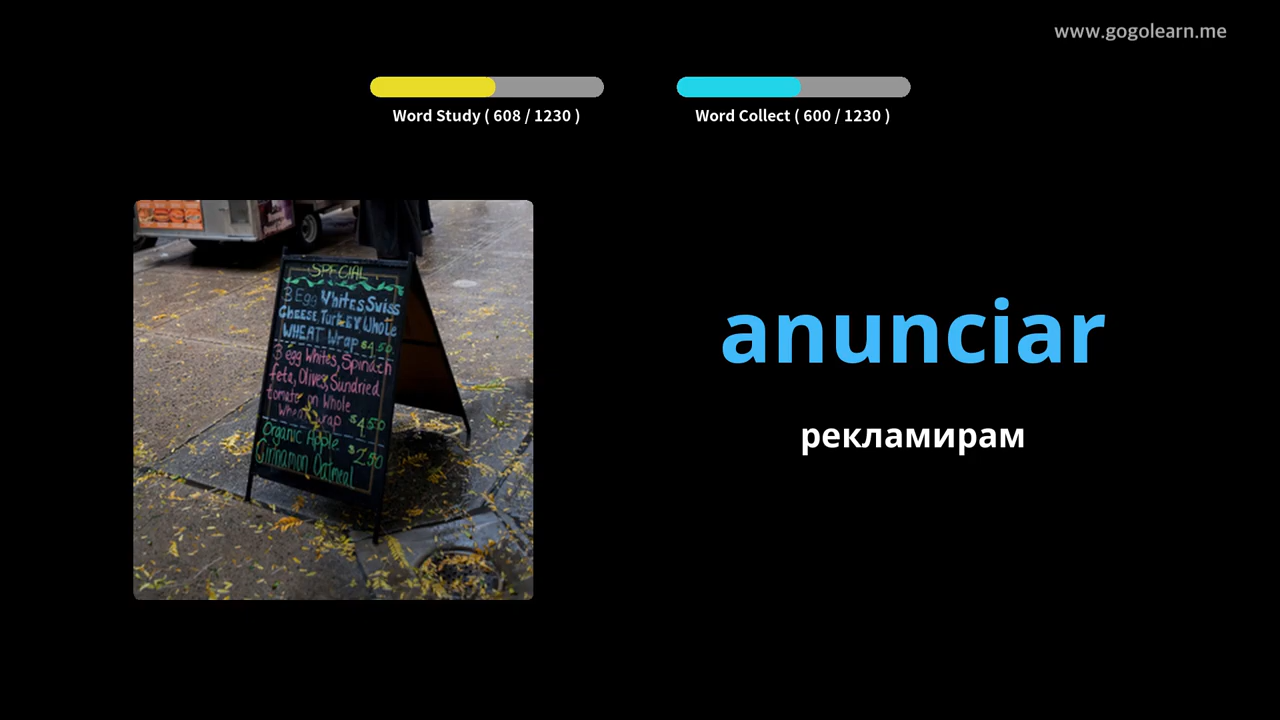 www.gogolearn.me
Word Study ( 608 / 1230 )
Word Collect ( 600 / 1230 )
SPECIAL
3 Egg Whites, Swiss
Cheese, Turkey Whole
WHEAT Wrap $4.50
3 egg Whites, Spinach
feta, Olives, Sundried
tomato on Whole
Wheat Wrap $4.50
Organic Apple
Cinnamon Oatmeal $2.50
anunciar
рекламирам